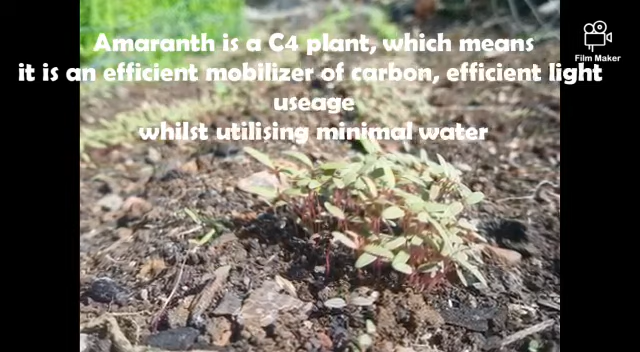 Amaranth is a C4 plant, which means
it is an efficient mobilizer of carbon, efficient light
useage
whilst utilising minimal water
Film Maker